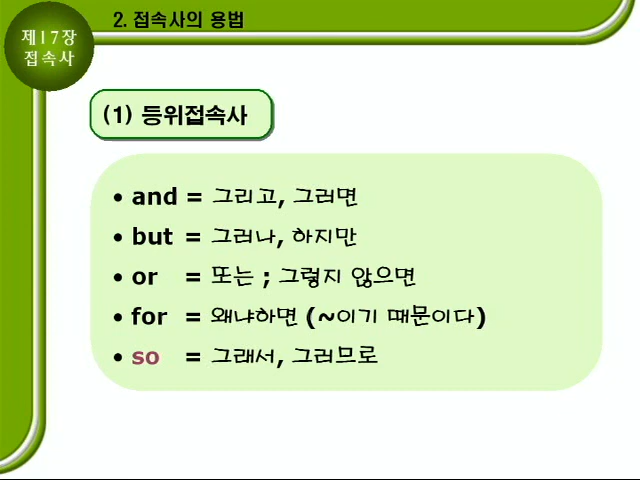 2. 접속사의 용법
제17장
접속사
(1) 등위접속사
• and = 그리고, 그러면
• but = 그러나, 하지만
• or = 또는 ; 그렇지 않으면
• for = 왜냐하면 (~이기 때문이다)
• so = 그래서, 그러므로